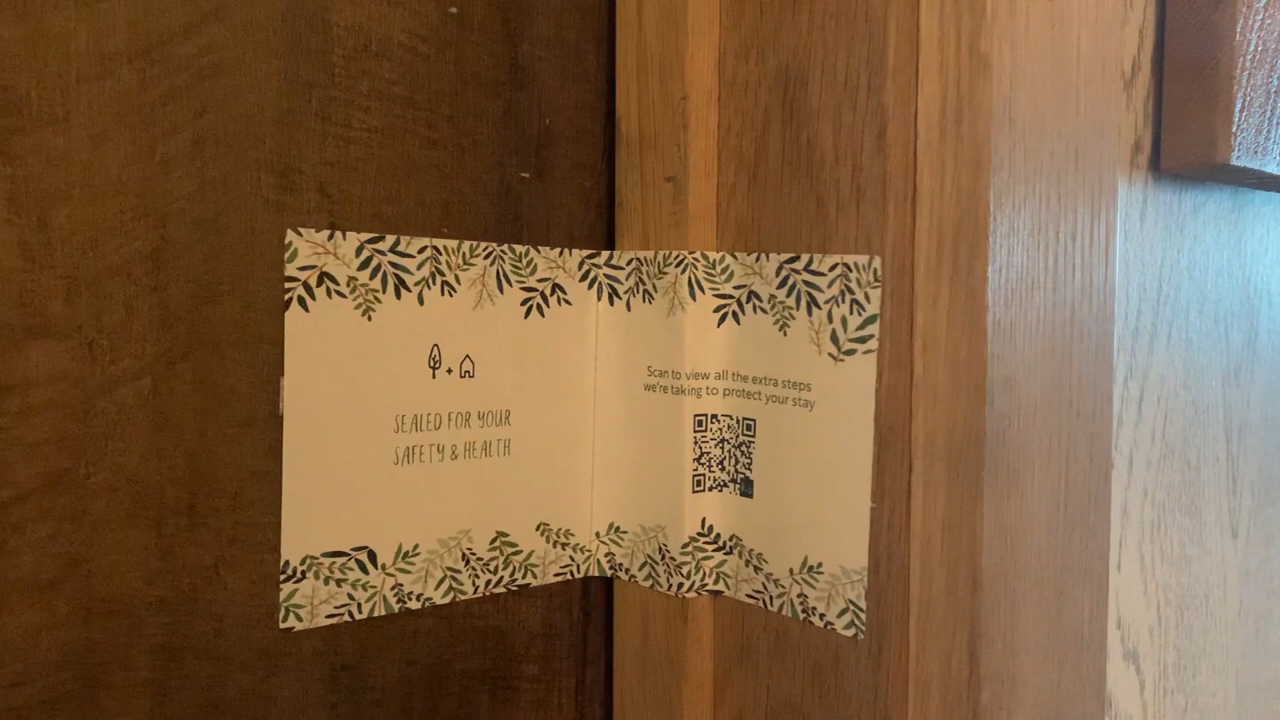 SEALED FOR YOUR
SAFETY & HEALTH
Scan to view all the extra steps
we're taking to protect your stay